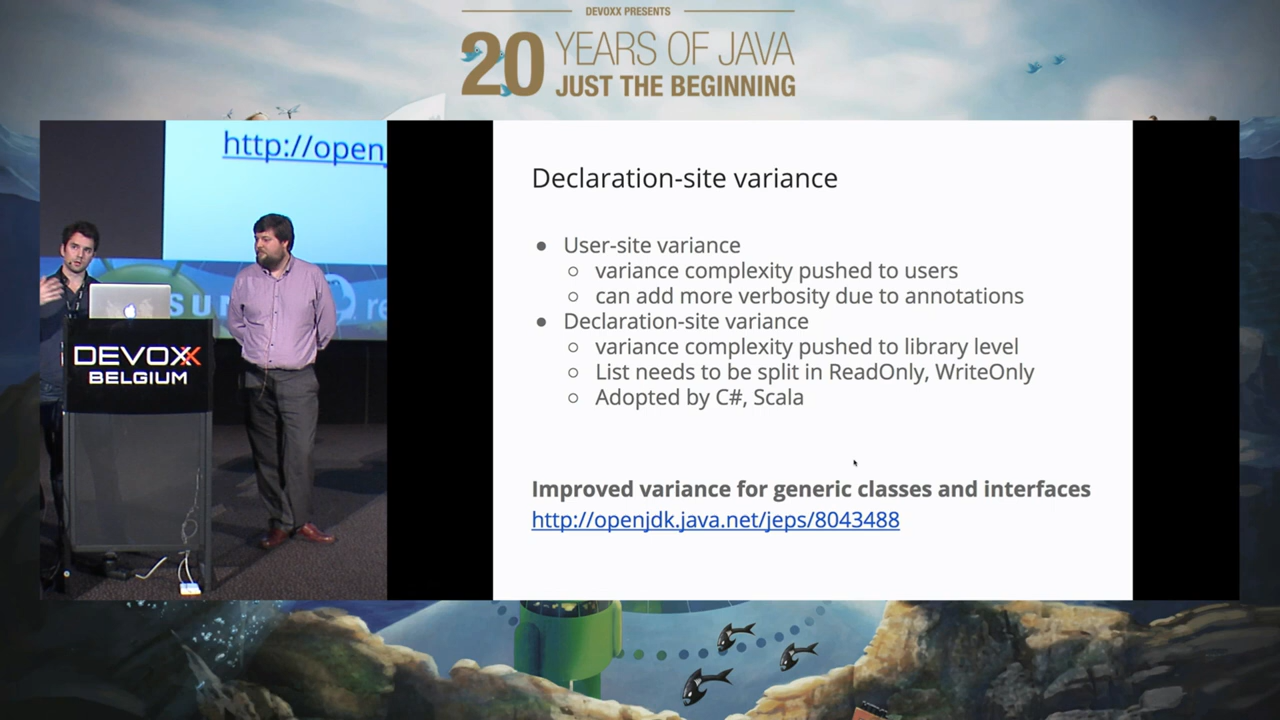 DEVOXX PRESENTS
20 YEARS OF JAVA
JUST THE BEGINNING
http://open
SUN
re
DEVOXX
BELGIUM
Declaration-site variance
● User-site variance
○ variance complexity pushed to users
○ can add more verbosity due to annotations
● Declaration-site variance
○ variance complexity pushed to library level
○ List needs to be split in ReadOnly, WriteOnly
○ Adopted by C#, Scala
Improved variance for generic classes and interfaces
http://openjdk.java.net/jeps/8043488